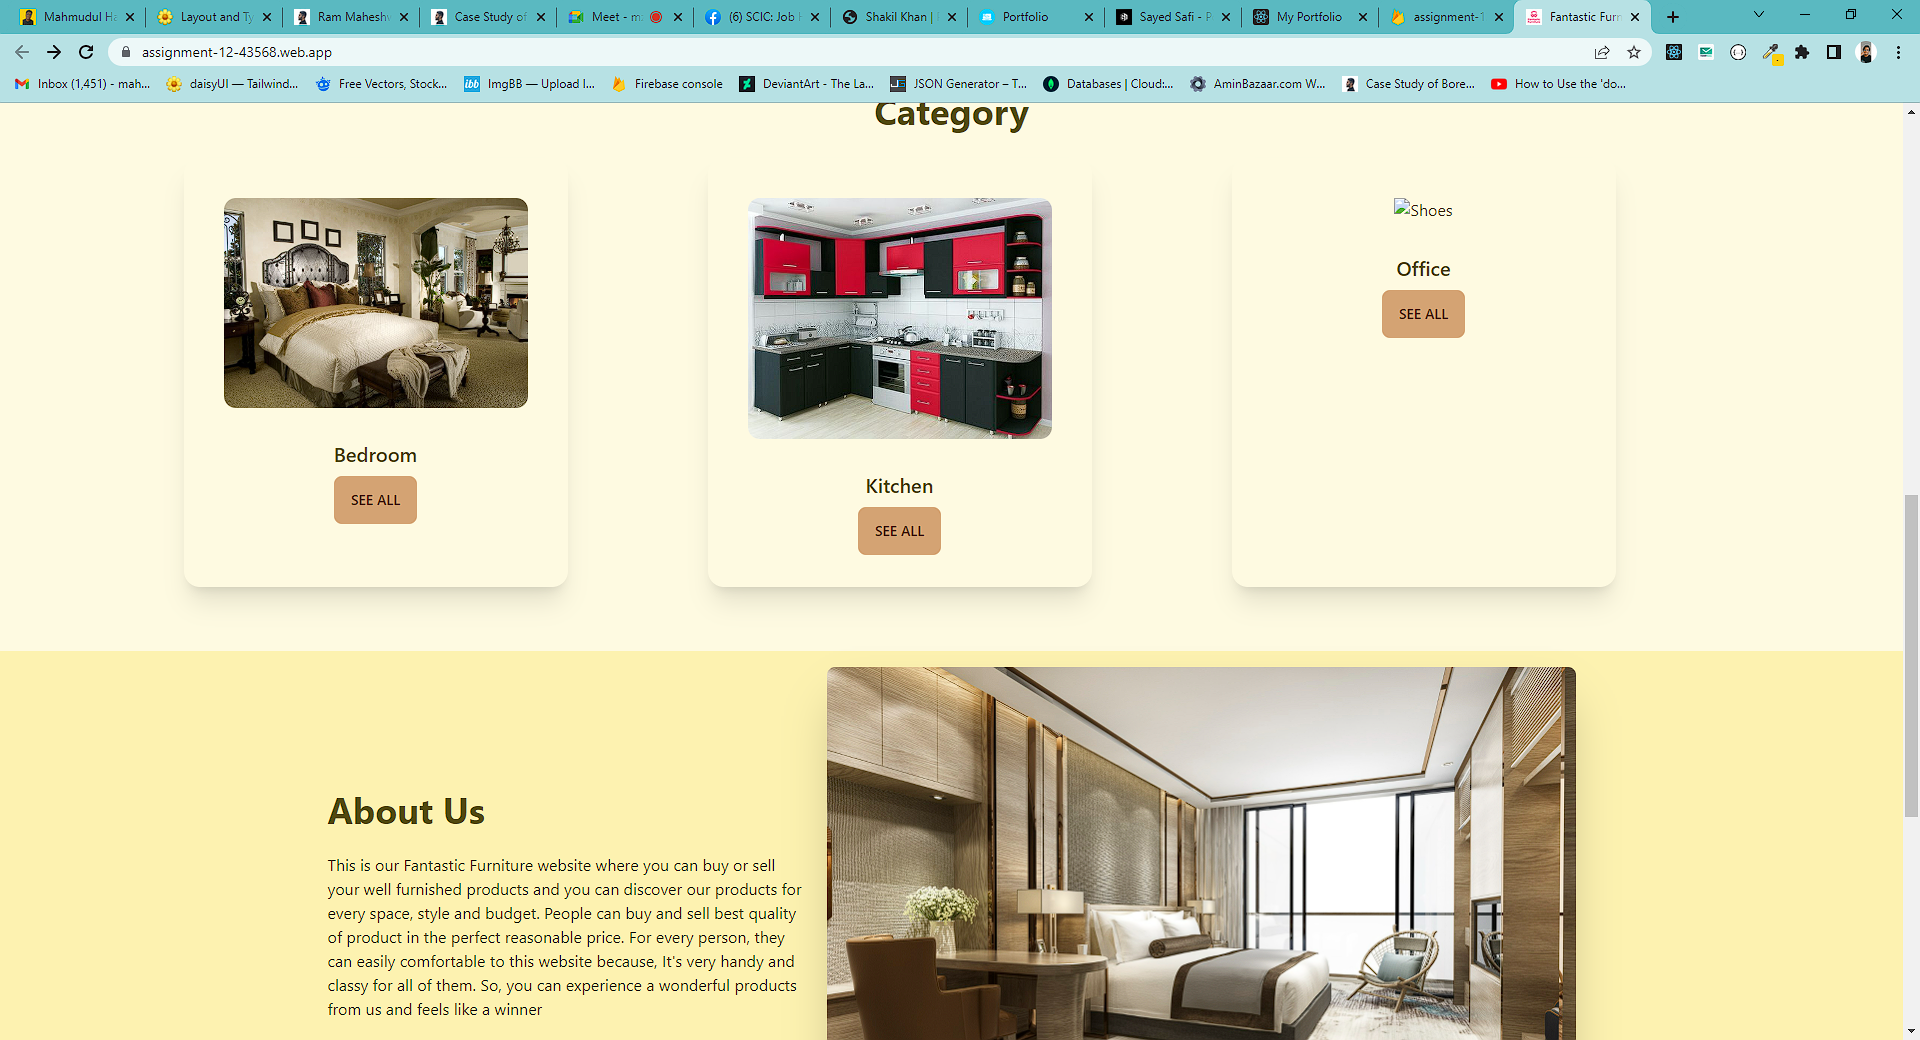 Mahmudul Ha
Layout and Ty
Ram Maheshw
Case Study of
Meet - m
(6) SCIC: Job H
Shakil Khan | 
Portfolio
Sayed Safi - P
My Portfolio
assignment-1
Fantastic Furn
assignment-12-43568.web.app
Inbox (1,451) - mah...
daisyUI — Tailwind...
Free Vectors, Stock...
ibb
ImgBB — Upload I...
Firebase console
DeviantArt - The La...
JSON Generator – T...
Databases | Cloud:...
AminBazaar.com W...
Case Study of Bore...
How to Use the 'do...
Category
Shoes
Office
SEE ALL
Bedroom
SEE ALL
Kitchen
SEE ALL
About Us
This is our Fantastic Furniture website where you can buy or sell
your well furnished products and you can discover our products for
every space, style and budget. People can buy and sell best quality
of product in the perfect reasonable price. For every person, they
can easily comfortable to this website because, It's very handy and
classy for all of them. So, you can experience a wonderful products
from us and feels like a winner